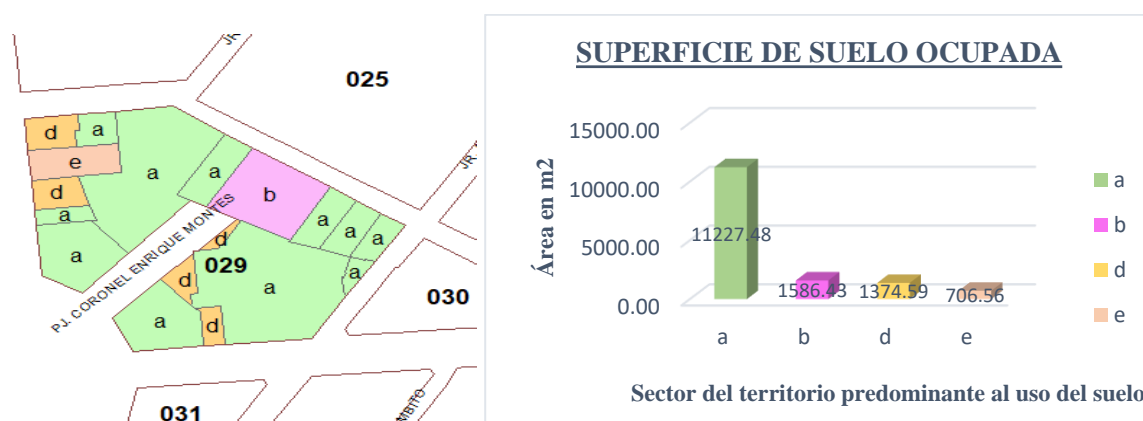 JR
025
d
a
e
a
a
d
b
a
JR
a
a
a
a
PJ. CORONEL ENRIQUE MONTES
d
029
a
d
a
030
a
d
031
MBITO
SUPERFICIE DE SUELO OCUPADA
Área en m2
15000.00
10000.00
5000.00
0.00
11227.48
1586.43
1374.59
706.56
a b d e
a
b
d
e
Sector del territorio predominante al uso del suelo